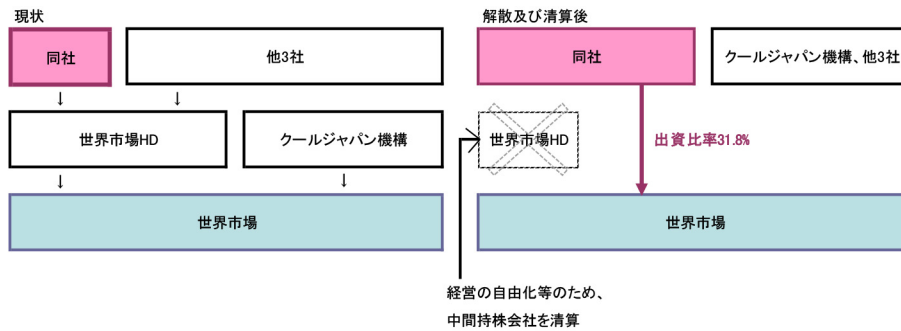 現状
同社
他3社
↓
↓
世界市場HD
クールジャパン機構
↓
↓
世界市場
解散及び清算後
同社
クールジャパン機構、他3社
世界市場HD
出資比率31.8%
世界市場
経営の自由化等のため、
中間持株会社を清算